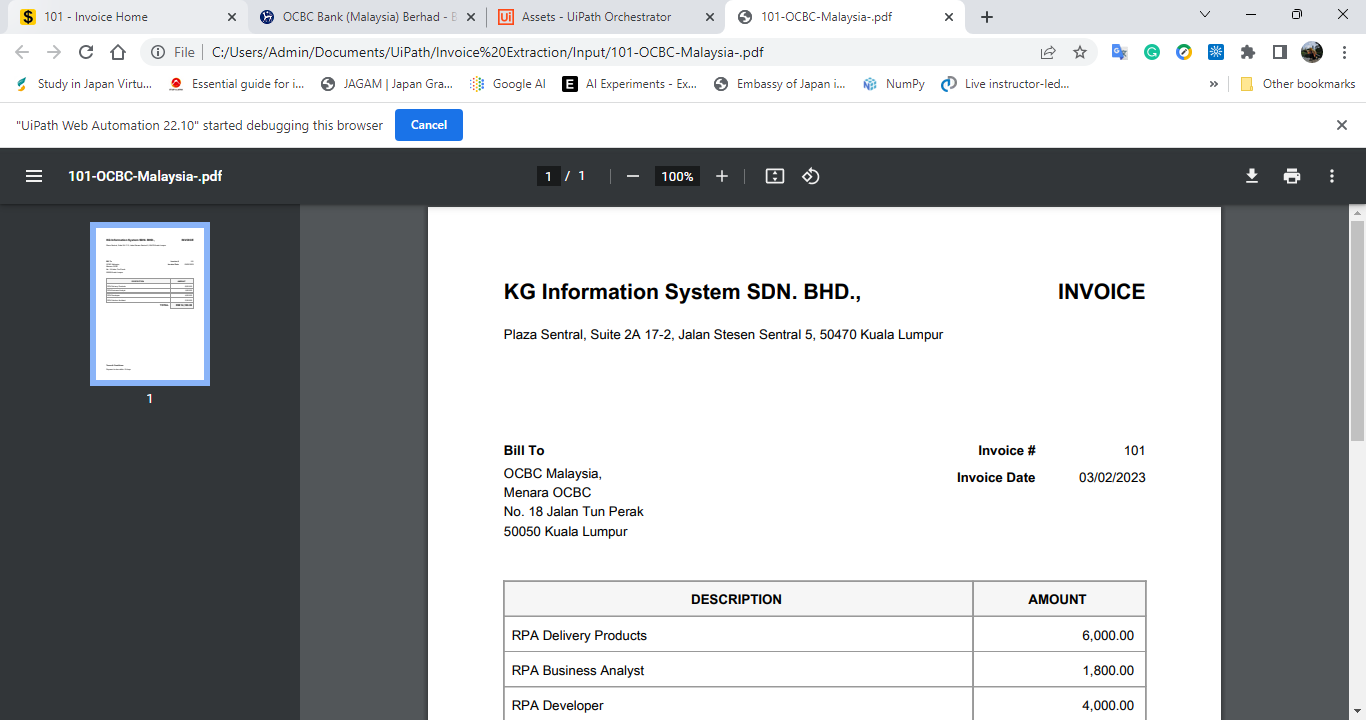 101 - Invoice Home
OCBC Bank (Malaysia) Berhad - B
Assets - UiPath Orchestrator
101-OCBC-Malaysia-.pdf
File C:/Users/Admin/Documents/UiPath/Invoice%20Extraction/Input/101-OCBC-Malaysia-.pdf
Study in Japan Virtu... Essential guide for i... JAGAM | Japan Gra... Google AI E AI Experiments - Ex... Embassy of Japan i... NumPy Live instructor-led... » Other bookmarks
"UiPath Web Automation 22.10" started debugging this browser Cancel
101-OCBC-Malaysia-.pdf 1 / 1 100%
1
KG Information System SDN. BHD., INVOICE
Plaza Sentral, Suite 2A 17-2, Jalan Stesen Sentral 5, 50470 Kuala Lumpur
Bill To Invoice # 101
OCBC Malaysia, Invoice Date 03/02/2023
Menara OCBC
No. 18 Jalan Tun Perak
50050 Kuala Lumpur
DESCRIPTION AMOUNT
RPA Delivery Products 6,000.00
RPA Business Analyst 1,800.00
RPA Developer 4,000.00